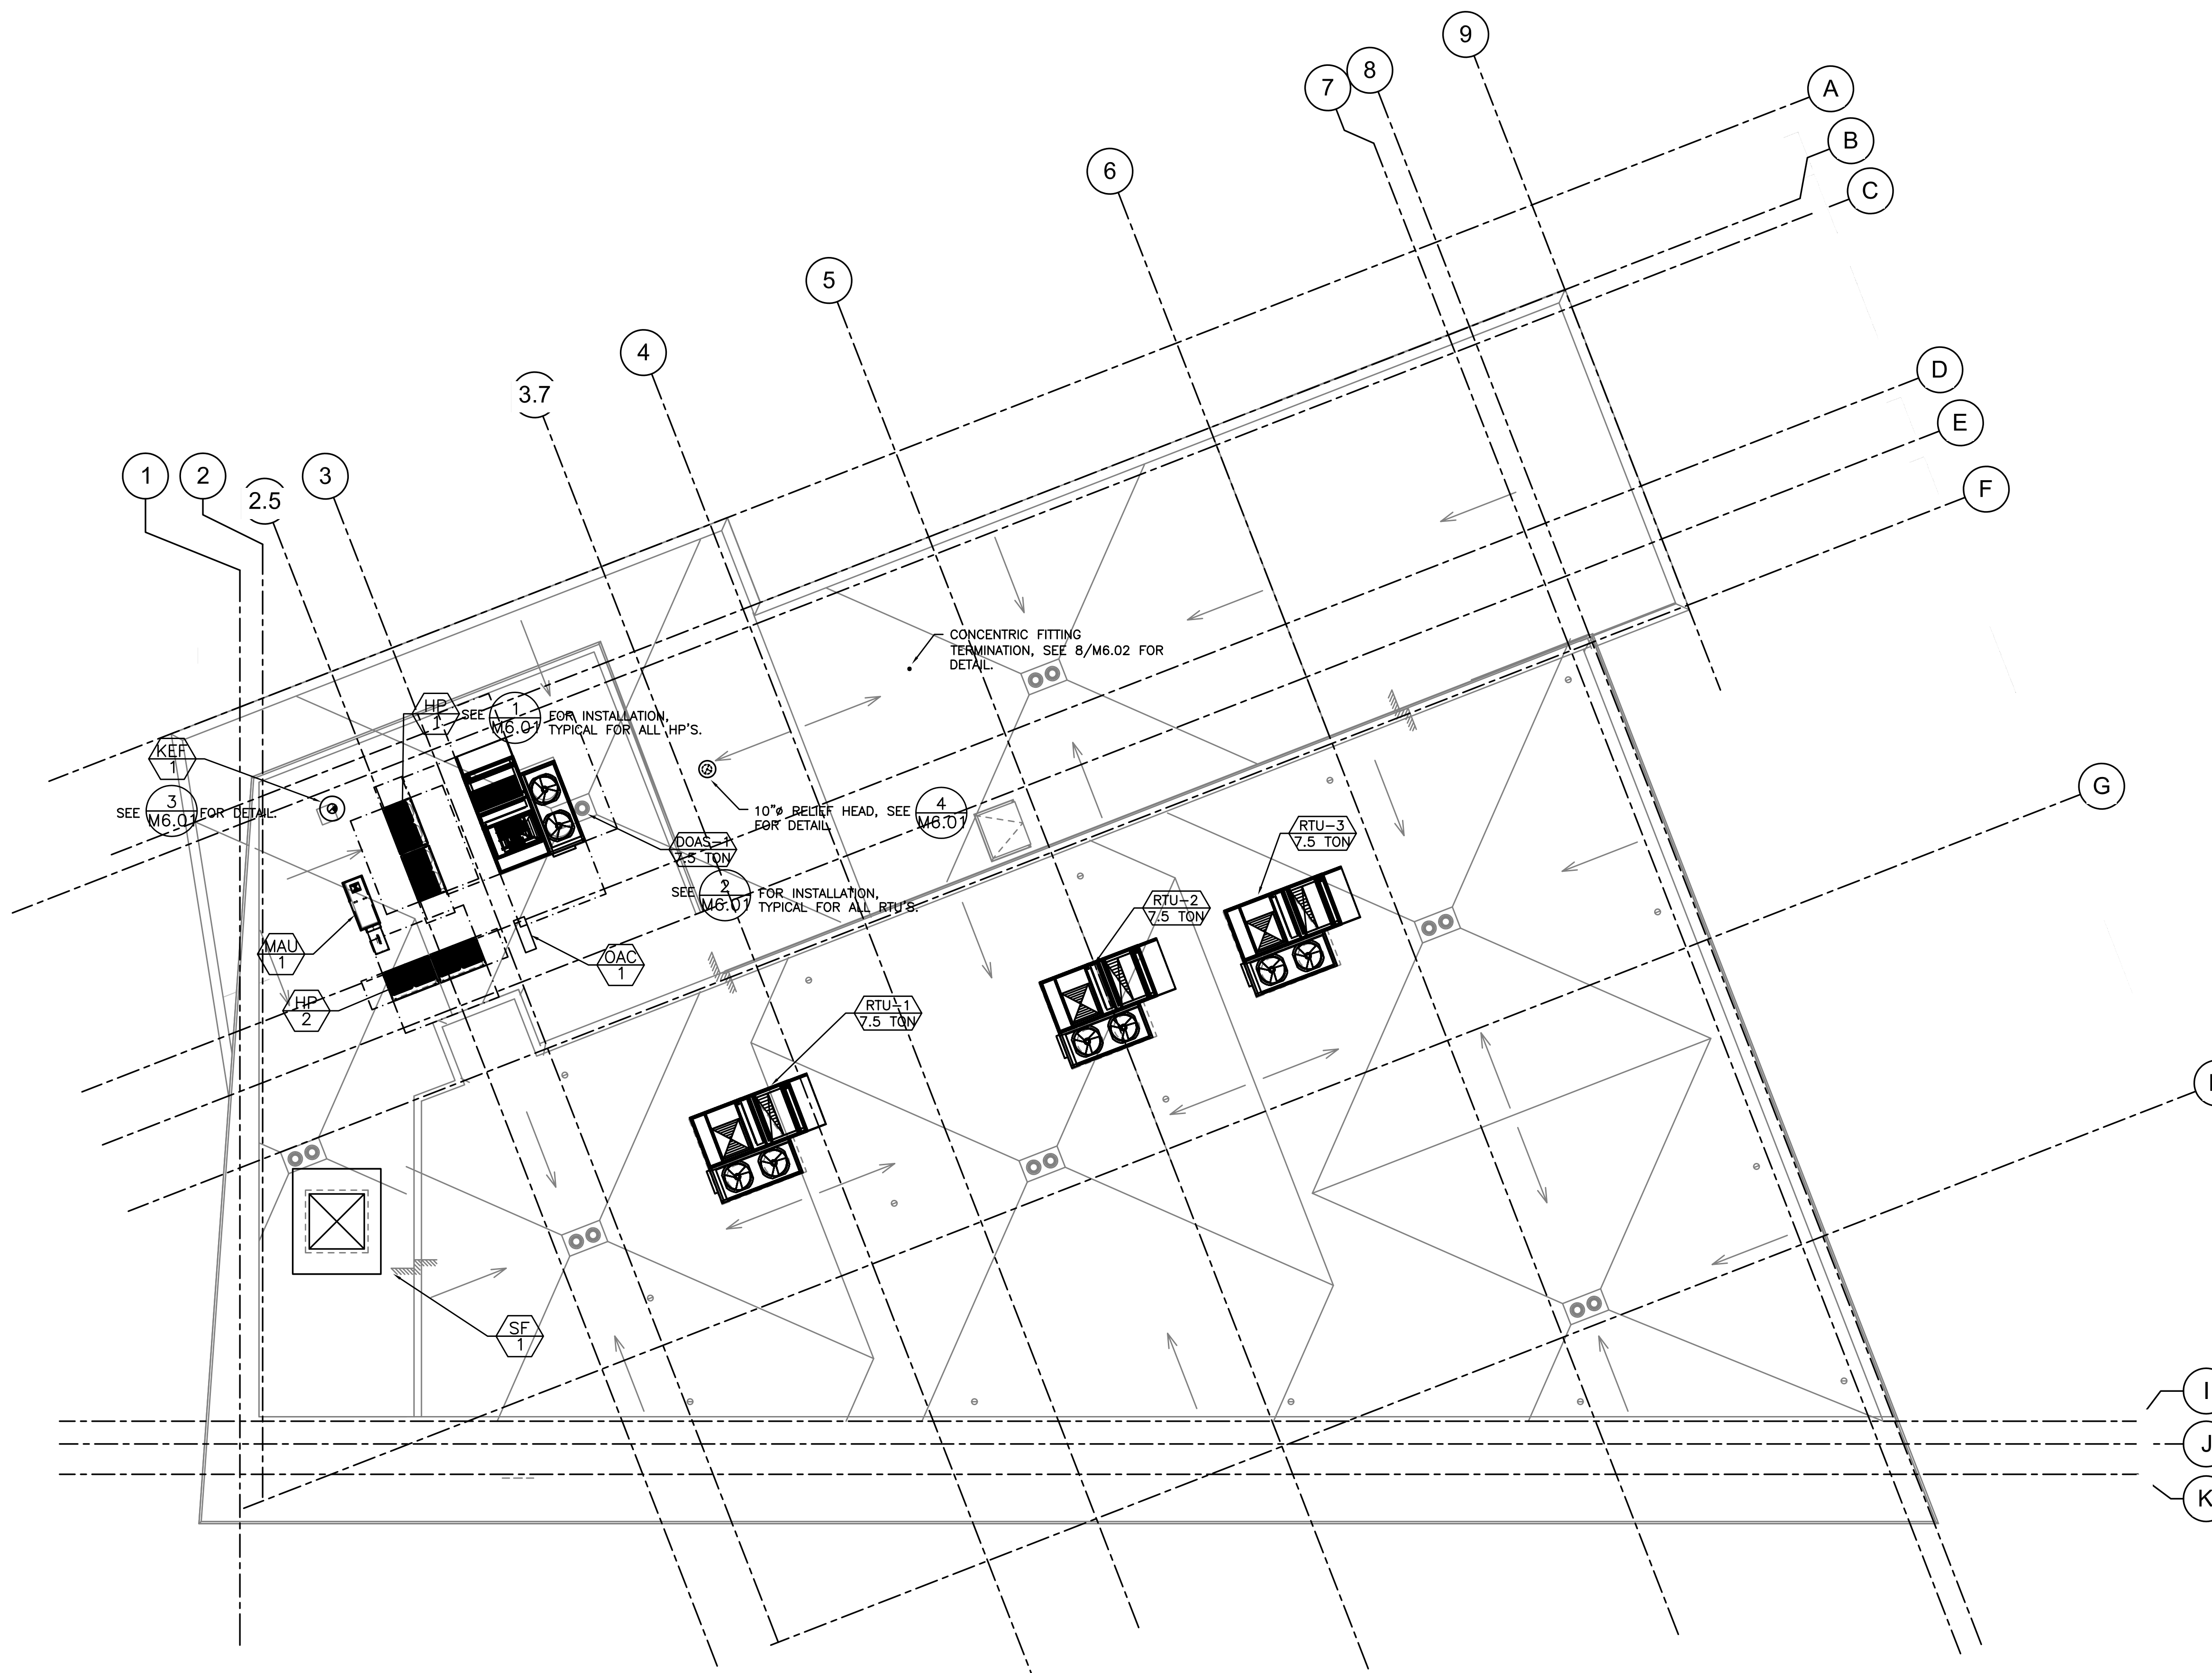 9
8
7
A
B
6
C
5
4
D
3.7
E
1
2
3
F
2.5
CONCENTRIC FITTING
TERMINATION, SEE 8/M6.02 FOR
DETAIL.
HP
1
SEE
1
M6.01
FOR INSTALLATION,
TYPICAL FOR ALL HP'S.
KEF
1
SEE
3
M6.01
FOR DETAIL.
10"ø RELIEF HEAD, SEE
FOR DETAIL.
4
M6.01
G
DOAS-1
7.5 TON
RTU-3
7.5 TON
SEE
2
M6.01
FOR INSTALLATION,
TYPICAL FOR ALL RTU'S.
RTU-2
7.5 TON
MAU
1
OAC
1
HP
2
RTU-1
7.5 TON
SF
1
I
J
K